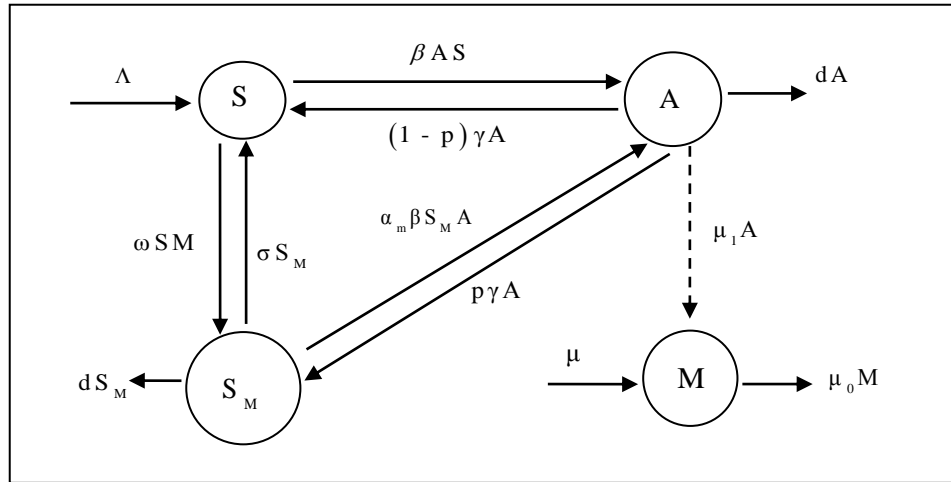 βAS
Λ
S
A
dA
(1 - p) γA
ωSM
σS_M
α_mβS_MA
pγA
μ_1A
dS_M
S_M
μ
M
μ_0M